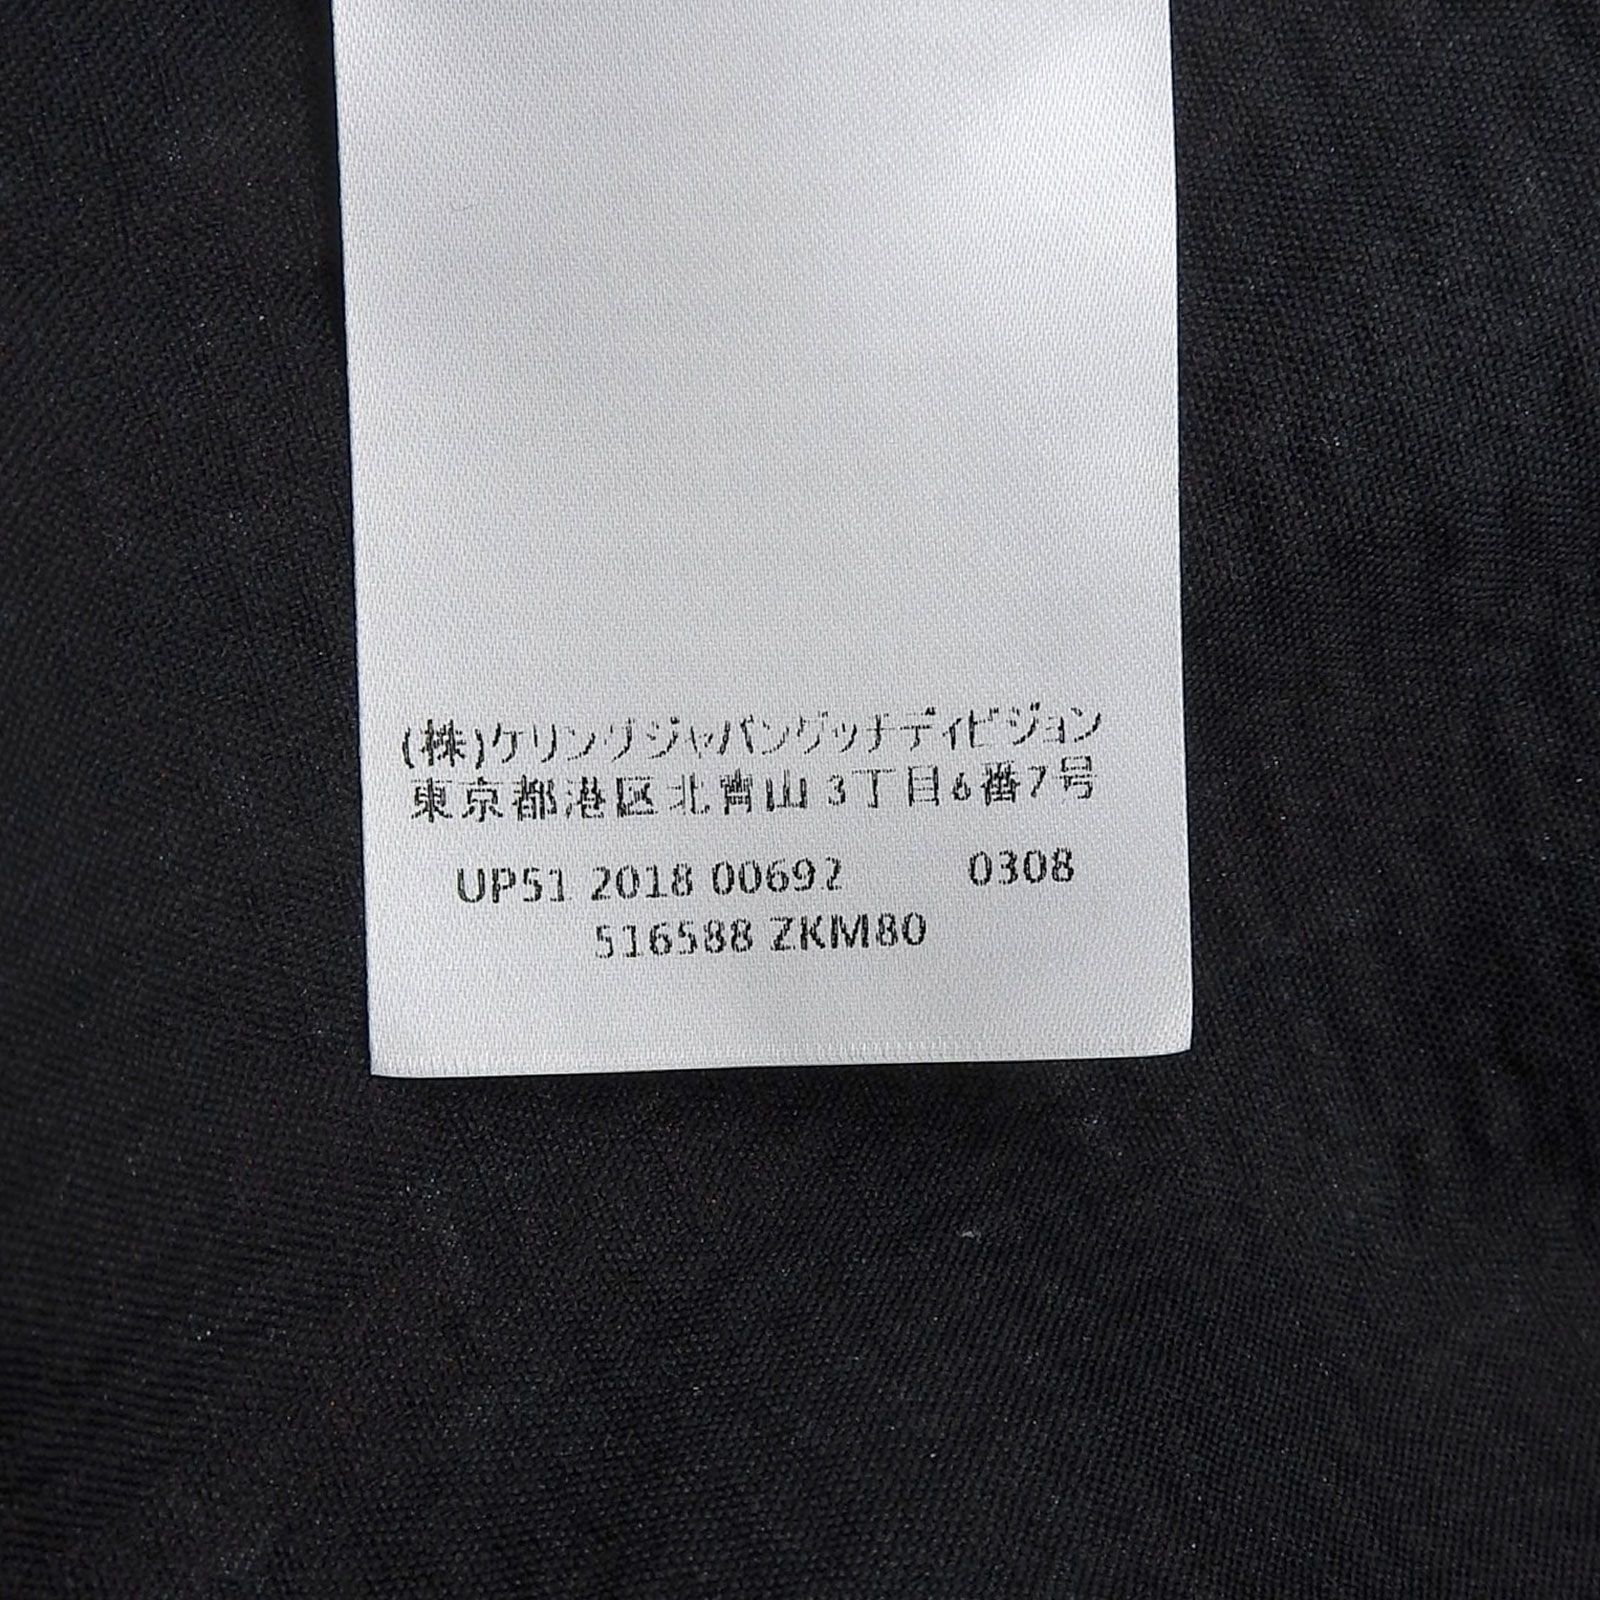 (株)ケリングジャパングッチディビジョン
東京都港区北青山3丁目6番7号
UP51 2018 00692 0308
516588 ZKM80